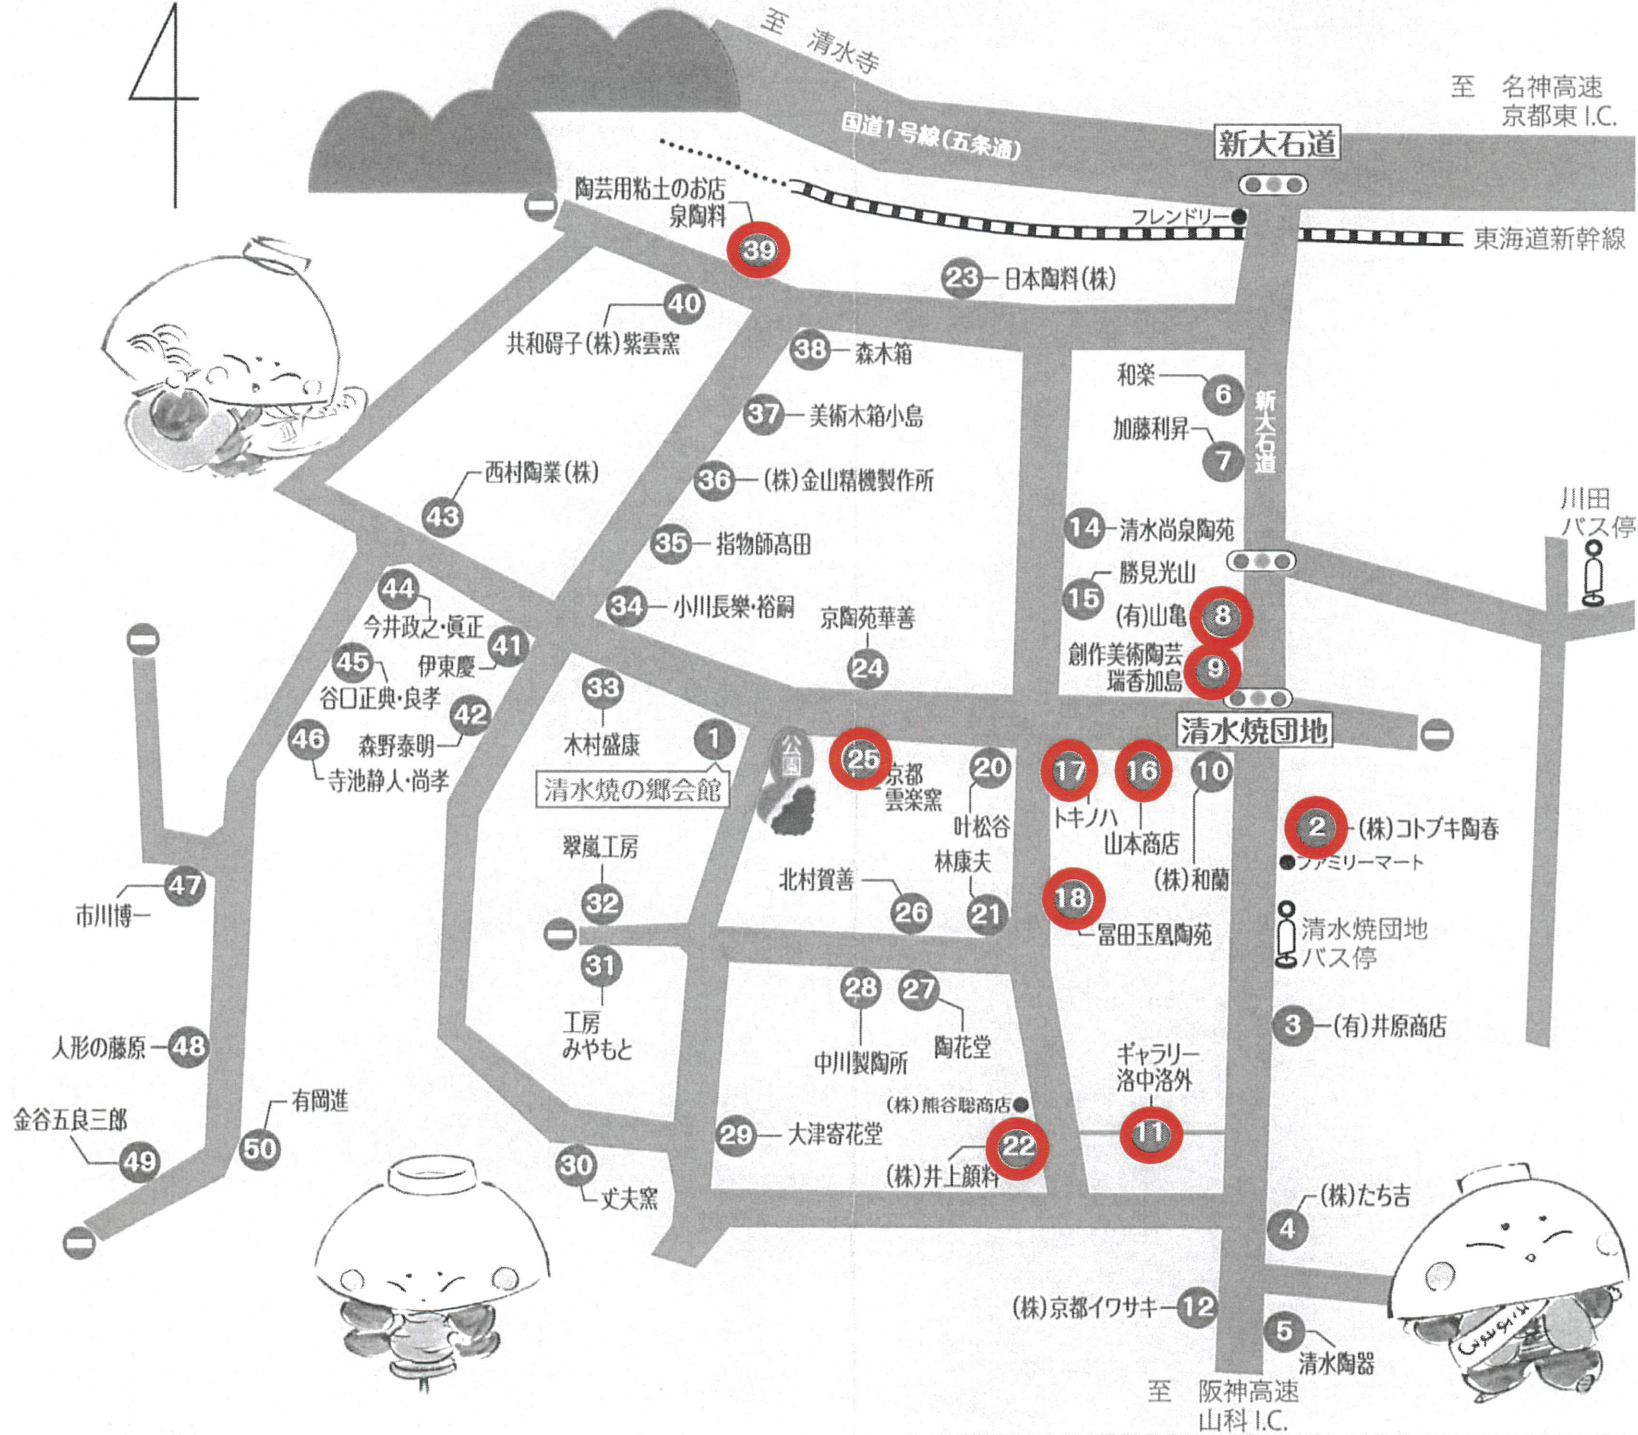 至 清水寺
至 名神高速
京都東 I.C.
国道1号線(五条通)
新大石道
フレンドリー
東海道新幹線
陶芸用粘土のお店
泉陶料
39
23 日本陶料(株)
40
共和碍子(株)紫雲窯
38 森木箱
和楽
6
新大石道
37 美術木箱小島
加藤利昇
7
西村陶業(株)
43
36 (株)金山精機製作所
川田
バス停
14 清水尚泉陶苑
35 指物師髙田
勝見光山
15
44
今井政之・眞正
34 小川長樂・裕嗣
京陶苑華善
24
(有)山亀
8
創作美術陶芸
瑞香加島
9
41
伊東慶
45
谷口正典・良孝
42
森野泰明
46
寺池静人・尚孝
33
木村盛康
1
清水焼の郷会館
公園
25
京都
雲楽窯
20
叶松谷
17
トキノハ
16
山本商店
10
(株)和蘭
清水焼団地
2 (株)コトブキ陶春
ファミリーマート
翠嵐工房
32
北村賀善
26
林康夫
21
18
冨田玉凰陶苑
清水焼団地
バス停
47
市川博一
31
工房
みやもと
28
中川製陶所
27
陶花堂
3 (有)井原商店
人形の藤原 48
ギャラリー
洛中洛外
11
(株)熊谷聡商店
22
(株)井上顔料
有岡進
50
金谷五良三郎
49
29 大津寄花堂
30
丈夫窯
(株)たち吉
4
(株)京都イワサキ 12
5
清水陶器
至 阪神高速
山科 I.C.